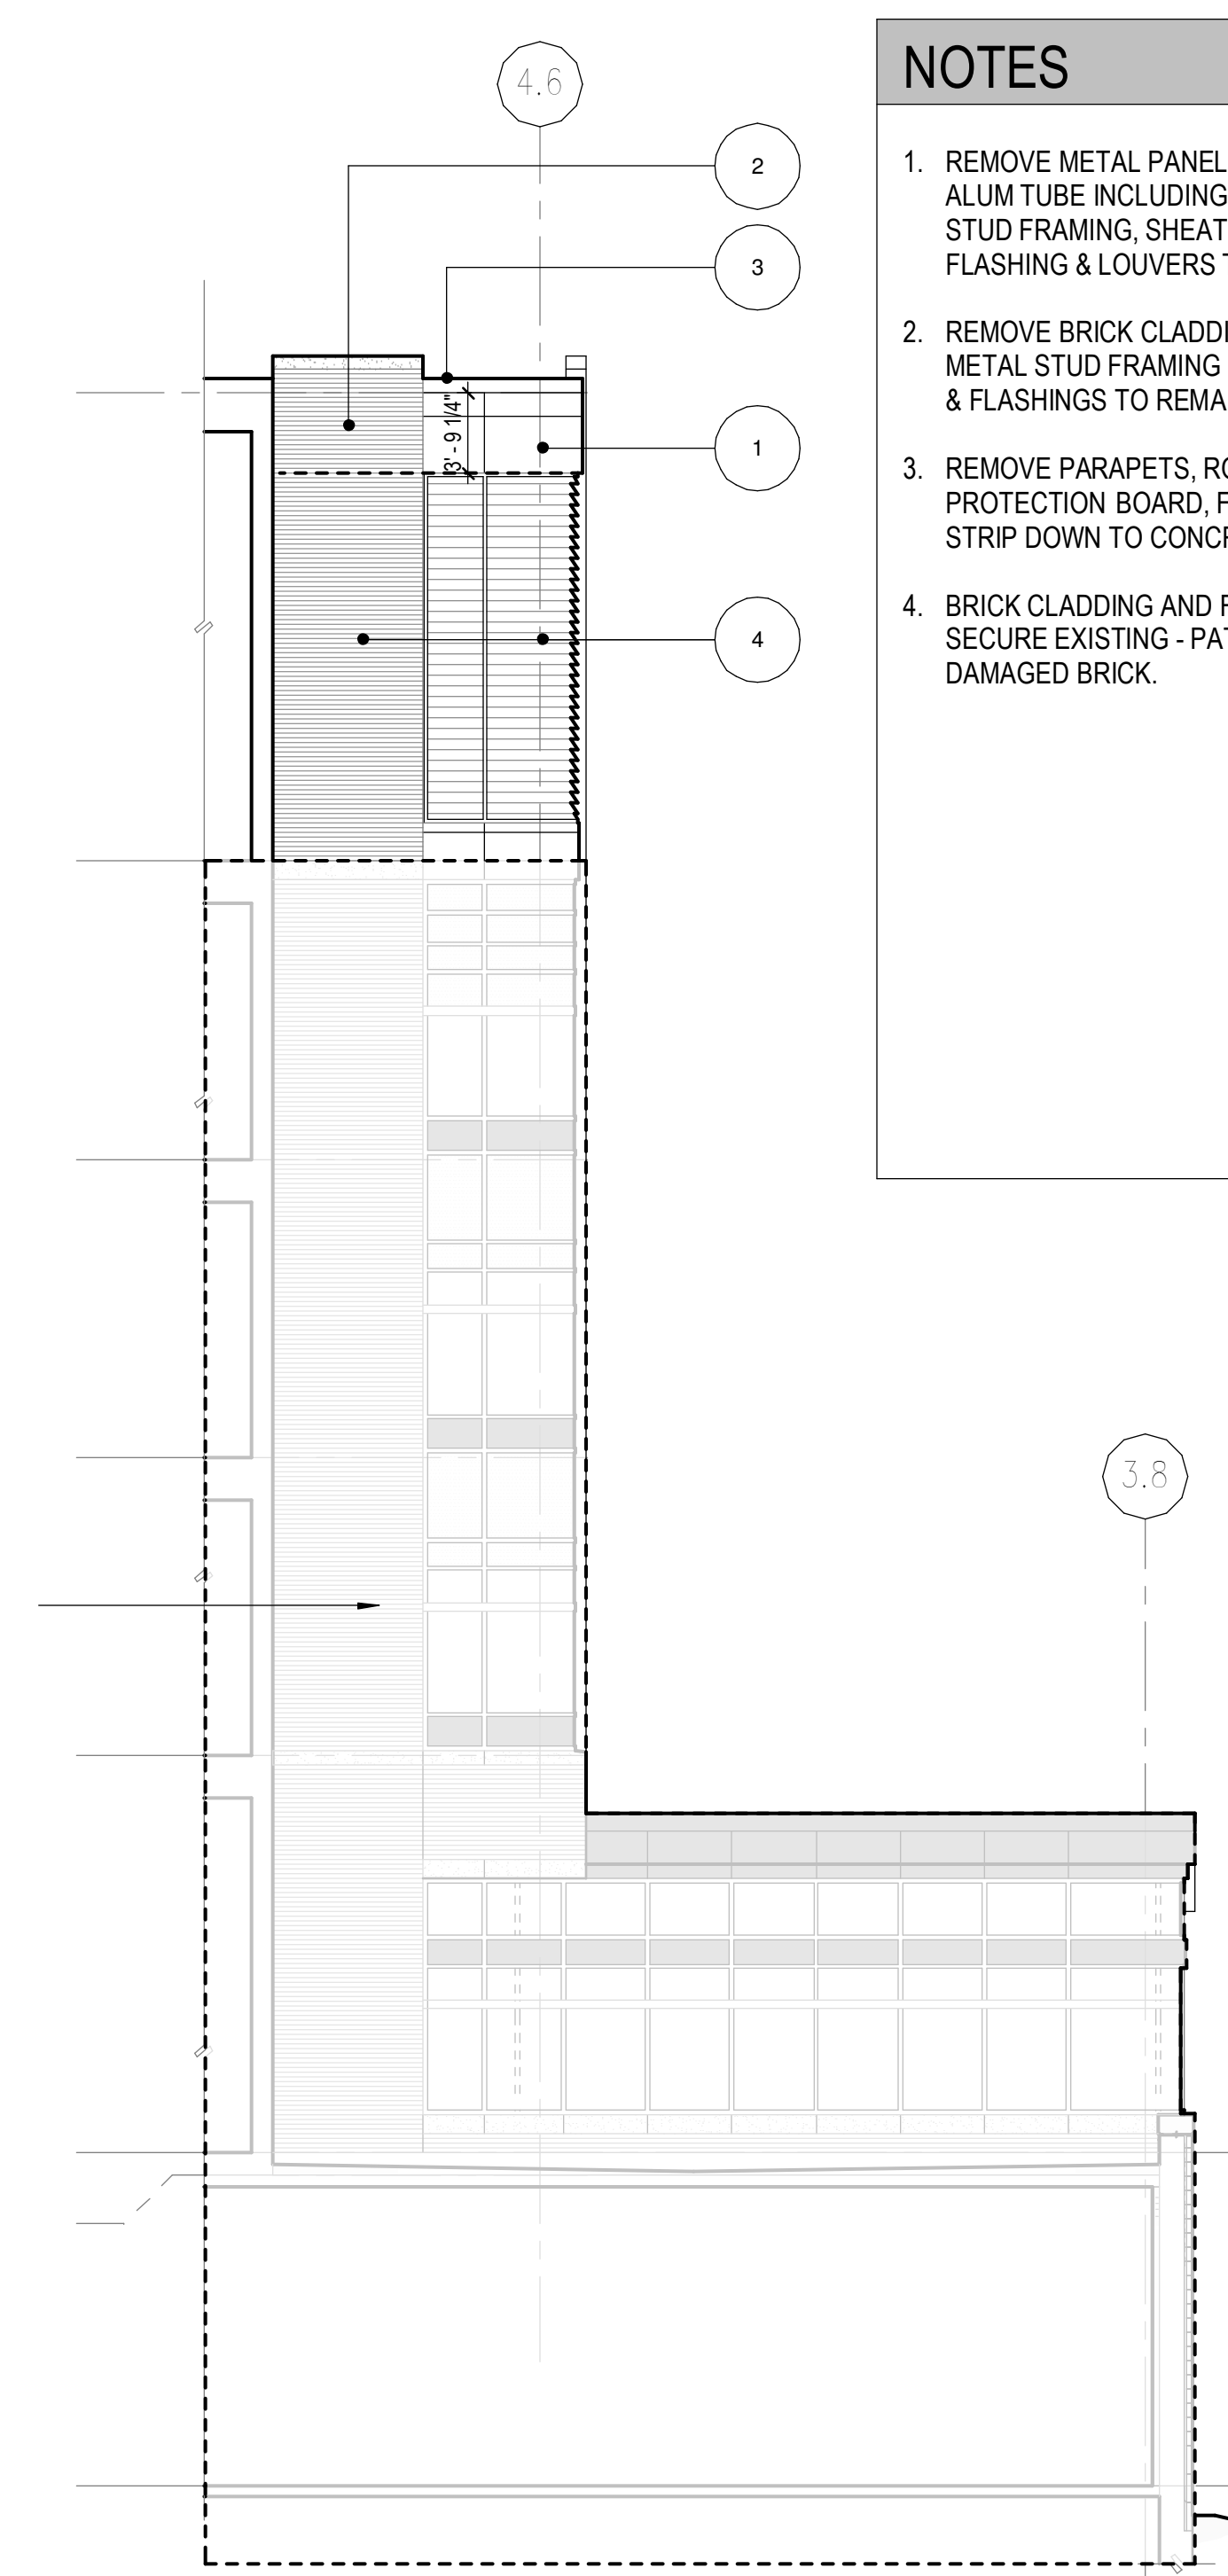 4.6
2
3
3' - 9 1/4"
1
4
3.8
NOTES
1. REMOVE METAL PANEL
ALUM TUBE INCLUDING
STUD FRAMING, SHEAT
FLASHING & LOUVERS T
2. REMOVE BRICK CLADDI
METAL STUD FRAMING
& FLASHINGS TO REMA
3. REMOVE PARAPETS, RO
PROTECTION BOARD, F
STRIP DOWN TO CONCR
4. BRICK CLADDING AND F
SECURE EXISTING - PAT
DAMAGED BRICK.